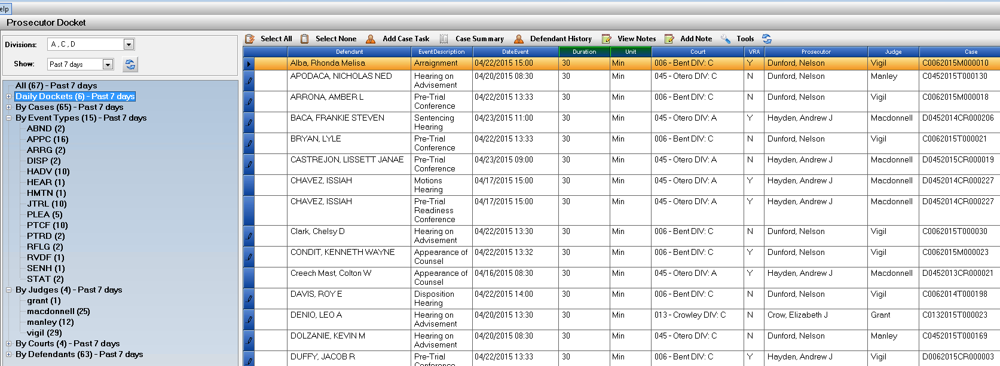 elp
Prosecutor Docket
Divisions: A , C , D
Show: Past 7 days
All (67) - Past 7 days
Daily Dockets (6) - Past 7 days
By Cases (65) - Past 7 days
By Event Types (15) - Past 7 days
ABND (2)
APPC (16)
ARRG (2)
DISP (2)
HADV (10)
HEAR (1)
HMTN (1)
JTRL (10)
PLEA (5)
PTCF (10)
PTRD (2)
RFLG (2)
RVDF (1)
SENH (1)
STAT (2)
By Judges (4) - Past 7 days
grant (1)
macdonnell (25)
manley (12)
vigil (29)
By Courts (4) - Past 7 days
By Defendants (63) - Past 7 days
Select All Select None Add Case Task Case Summary Defendant History View Notes Add Note Tools
Defendant EventDescription DateEvent Duration Unit Court VRA Prosecutor Judge Case
Alba, Rhonda Melisa Arraignment 04/22/2015 15:00 30 Min 006 - Bent DIV: C Y Dunford, Nelson Vigil C0062015M000010
APODACA, NICHOLAS NED Hearing on 04/20/2015 08:30 30 Min 045 - Otero DIV: C N Dunford, Nelson Manley C0452015T000130
Advisement
ARRONA, AMBER L Pre-Trial 04/22/2015 13:33 30 Min 006 - Bent DIV: C N Dunford, Nelson Vigil C0062015M000018
Conference
BACA, FRANKIE STEVEN Sentencing 04/23/2015 11:00 30 Min 045 - Otero DIV: A Y Hayden, Andrew J Macdonnell D0452014CR000206
Hearing
BRYAN, LYLE Pre-Trial 04/22/2015 13:33 30 Min 006 - Bent DIV: C N Dunford, Nelson Vigil C0062015T000021
Conference
CASTREJON, LISSETT JANAE Pre-Trial 04/23/2015 09:00 30 Min 045 - Otero DIV: A N Hayden, Andrew J Macdonnell D0452015CR000019
Conference
CHAVEZ, ISSIAH Motions 04/17/2015 15:00 30 Min 045 - Otero DIV: A Y Hayden, Andrew J Macdonnell D0452014CR000227
Hearing
CHAVEZ, ISSIAH Pre-Trial 04/17/2015 15:00 30 Min 045 - Otero DIV: A Y Hayden, Andrew J Macdonnell D0452014CR000227
Readiness
Conference
Clark, Chelsy D Hearing on 04/22/2015 13:30 30 Min 006 - Bent DIV: C N Dunford, Nelson Vigil C0062015T000030
Advisement
CONDIT, KENNETH WAYNE Appearance of 04/22/2015 13:32 30 Min 006 - Bent DIV: C Y Dunford, Nelson Vigil C0062015M000023
Counsel
Creech Mast, Colton W Appearance of 04/16/2015 08:30 30 Min 045 - Otero DIV: A Y Hayden, Andrew J Macdonnell D0452013CR000021
Counsel
DAVIS, ROY E Disposition 04/22/2015 14:00 30 Min 006 - Bent DIV: C N Dunford, Nelson Vigil C0062014T000198
Hearing
DENIO, LEO A Hearing on 04/20/2015 13:30 30 Min 013 - Crowley DIV: C N Crow, Elizabeth J Grant C0132015T000023
Advisement
DOLZANIE, KEVIN M Hearing on 04/20/2015 08:30 30 Min 045 - Otero DIV: C N Dunford, Nelson Manley C0452015T000169
Advisement
DUFFY, JACOB R Pre-Trial 04/22/2015 13:33 30 Min 006 - Bent DIV: C Y Hayden, Andrew J Vigil D0062015CR000003
Conference